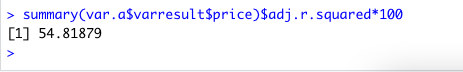 > summary(var.a$varresult$price)$adj.r.squared*100
[1] 54.81879
>